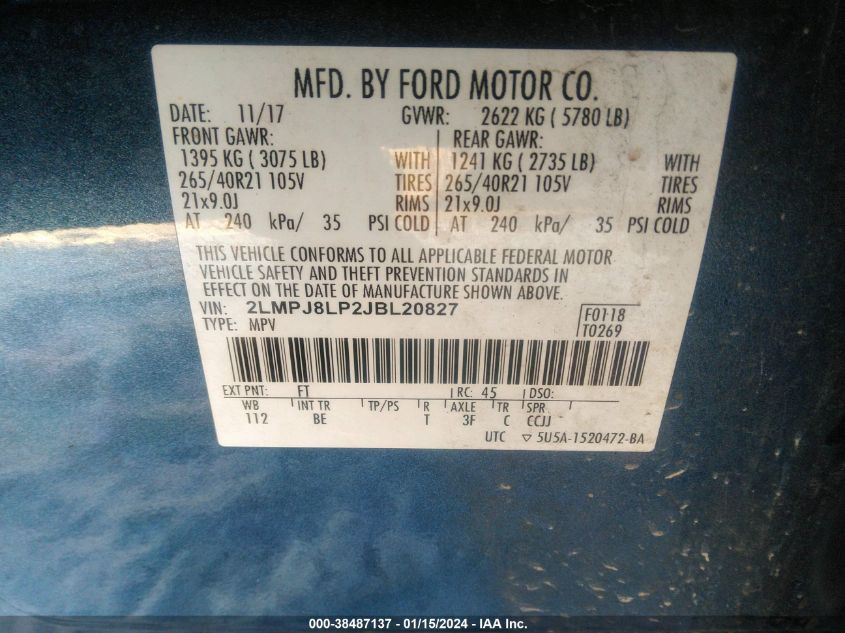 MFD. BY FORD MOTOR CO.
DATE: 11/17 GVWR: 2622 KG ( 5780 LB)
FRONT GAWR: REAR GAWR:
1395 KG ( 3075 LB) WITH 1241 KG ( 2735 LB) WITH
265/40R21 105V TIRES 265/40R21 105V TIRES
21x9.0J RIMS 21x9.0J RIMS
AT 240 kPa/ 35 PSI COLD AT 240 kPa/ 35 PSI COLD
THIS VEHICLE CONFORMS TO ALL APPLICABLE FEDERAL MOTOR
VEHICLE SAFETY AND THEFT PREVENTION STANDARDS IN
EFFECT ON THE DATE OF MANUFACTURE SHOWN ABOVE.
VIN: 2LMPJ8LP2JBL20827 F0118
TYPE: MPV T0269
EXT PNT: FT RC: 45 DSO:
WB INT TR TP/PS R AXLE TR SPR
112 BE T 3F C CCJJ
UTC ▽ 5U5A-1520472-BA
000-38487137 - 01/15/2024 - IAA Inc.